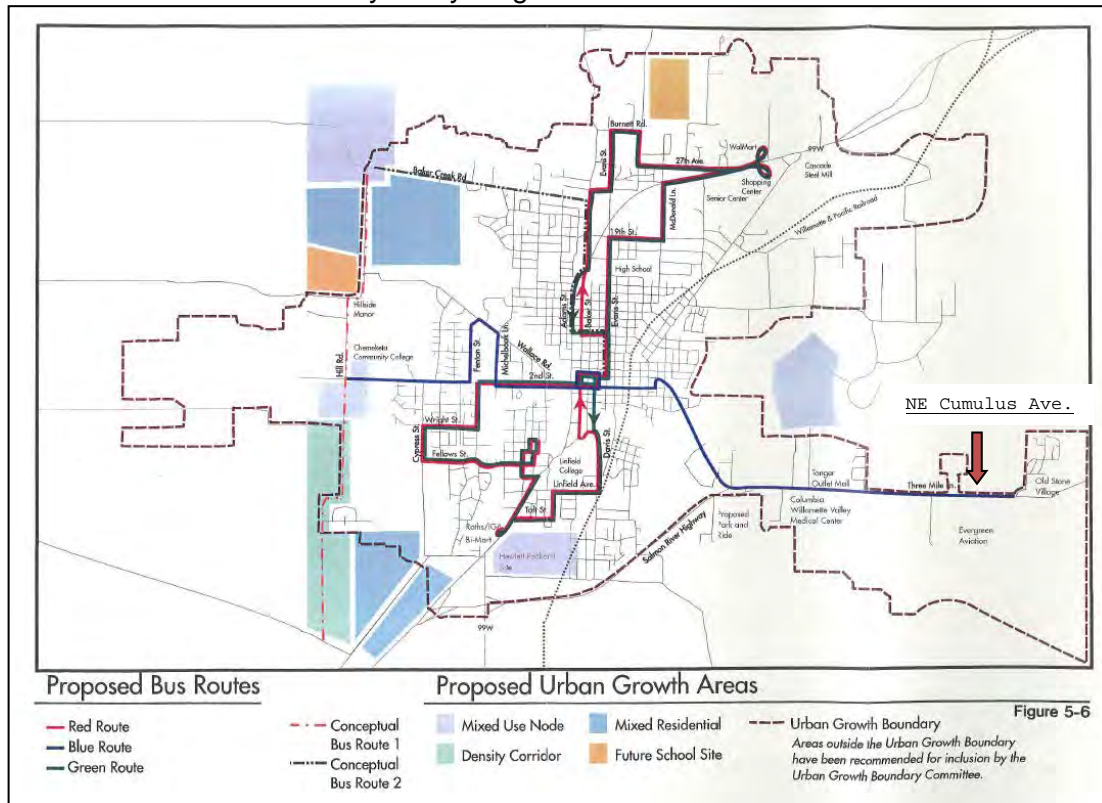 Burnett Rd.
WalMart
99W
Evans St.
27th Ave.
Cascade
Steel Mill
Shopping
Center
Baker Creek Rd
McDonald Ln.
Senior Center
Willamette & Pacific Railroad
19th St.
High School
Adams St.
Baker St.
Evans St.
Hillside
Manor
Chemeketa
Community College
Hill Rd.
Fenton St.
Michelbook Ln.
Wallace Rd.
2nd St.
NE Cumulus Ave.
Wright St.
Cypress St.
Fellows St.
Linfield
College
Davis St.
Linfield Ave.
Tanger
Outlet Mall
Three Mile Ln.
Old Stone
Village
Columbia
Willamette Valley
Medical Center
Evergreen
Aviation
Roths/IGA
Bi-Mart
Hewlett Packard
Site
Salmon River Highway
Proposed
Park and
Ride
99W
Proposed Bus Routes
Proposed Urban Growth Areas
Figure 5-6
Red Route
Blue Route
Green Route
Conceptual
Bus Route 1
Conceptual
Bus Route 2
Mixed Use Node
Density Corridor
Mixed Residential
Future School Site
Urban Growth Boundary
Areas outside the Urban Growth Boundary
have been recommended for inclusion by the
Urban Growth Boundary Committee.